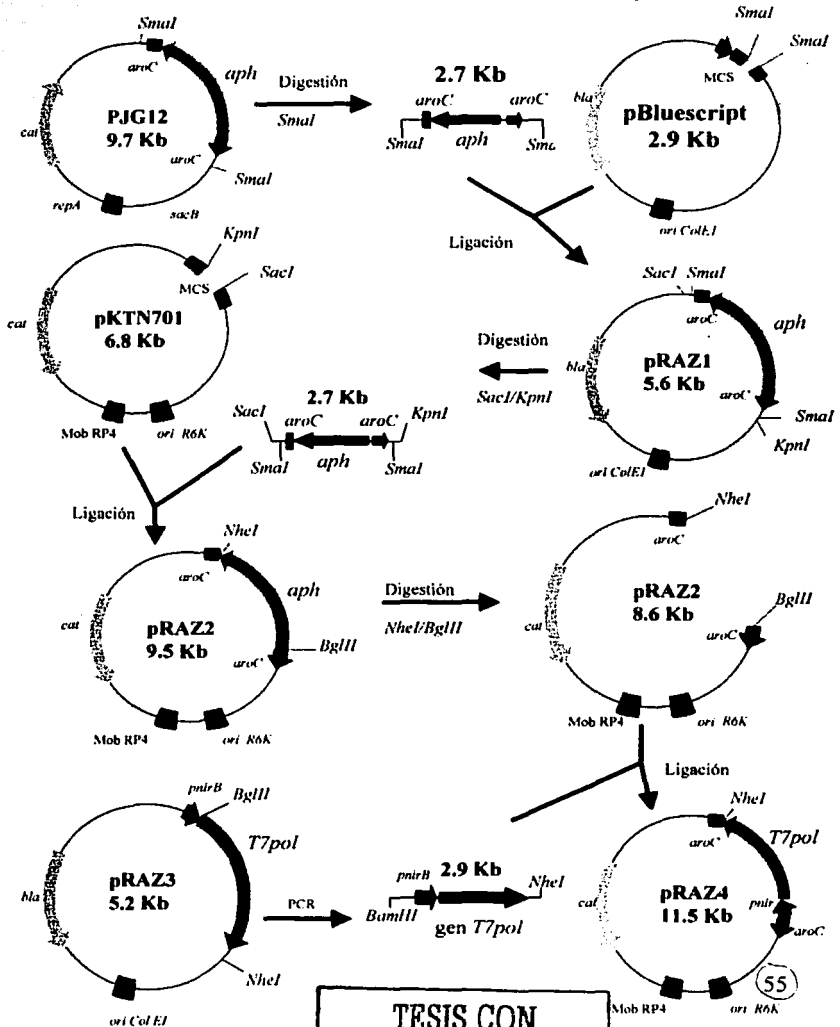 SmaI
aroC
aph
PJG12
9.7 Kb
cat
aroC
SmaI
repA
sacB
Digestión
SmaI
2.7 Kb
aroC
aroC
SmaI
aph
Sma
SmaI
SmaI
MCS
bla
pBluescript
2.9 Kb
ori ColEI
Ligación
KpnI
SacI
MCS
pKTN701
6.8 Kb
cat
Mob RP4
ori R6K
SacI SmaI
aroC
aph
pRAZ1
5.6 Kb
bla
aroC
SmaI
KpnI
ori ColEI
Digestión
SacI/KpnI
2.7 Kb
SacI
aroC
aroC
KpnI
SmaI
aph
SmaI
Ligación
NheI
aroC
aph
pRAZ2
9.5 Kb
cat
BglII
aroC
Mob RP4
ori R6K
Digestión
NheI/BglII
NheI
aroC
pRAZ2
8.6 Kb
cat
BglII
aroC
Mob RP4
ori R6K
Ligación
pnirB
BglII
T7pol
pRAZ3
5.2 Kb
bla
NheI
ori Col EI
PCR
2.9 Kb
pnirB
NheI
BamHI
gen T7pol
NheI
aroC
T7pol
pRAZ4
11.5 Kb
cat
pnir
aroC
Mob RP4
ori R6K
55
TESIS CON